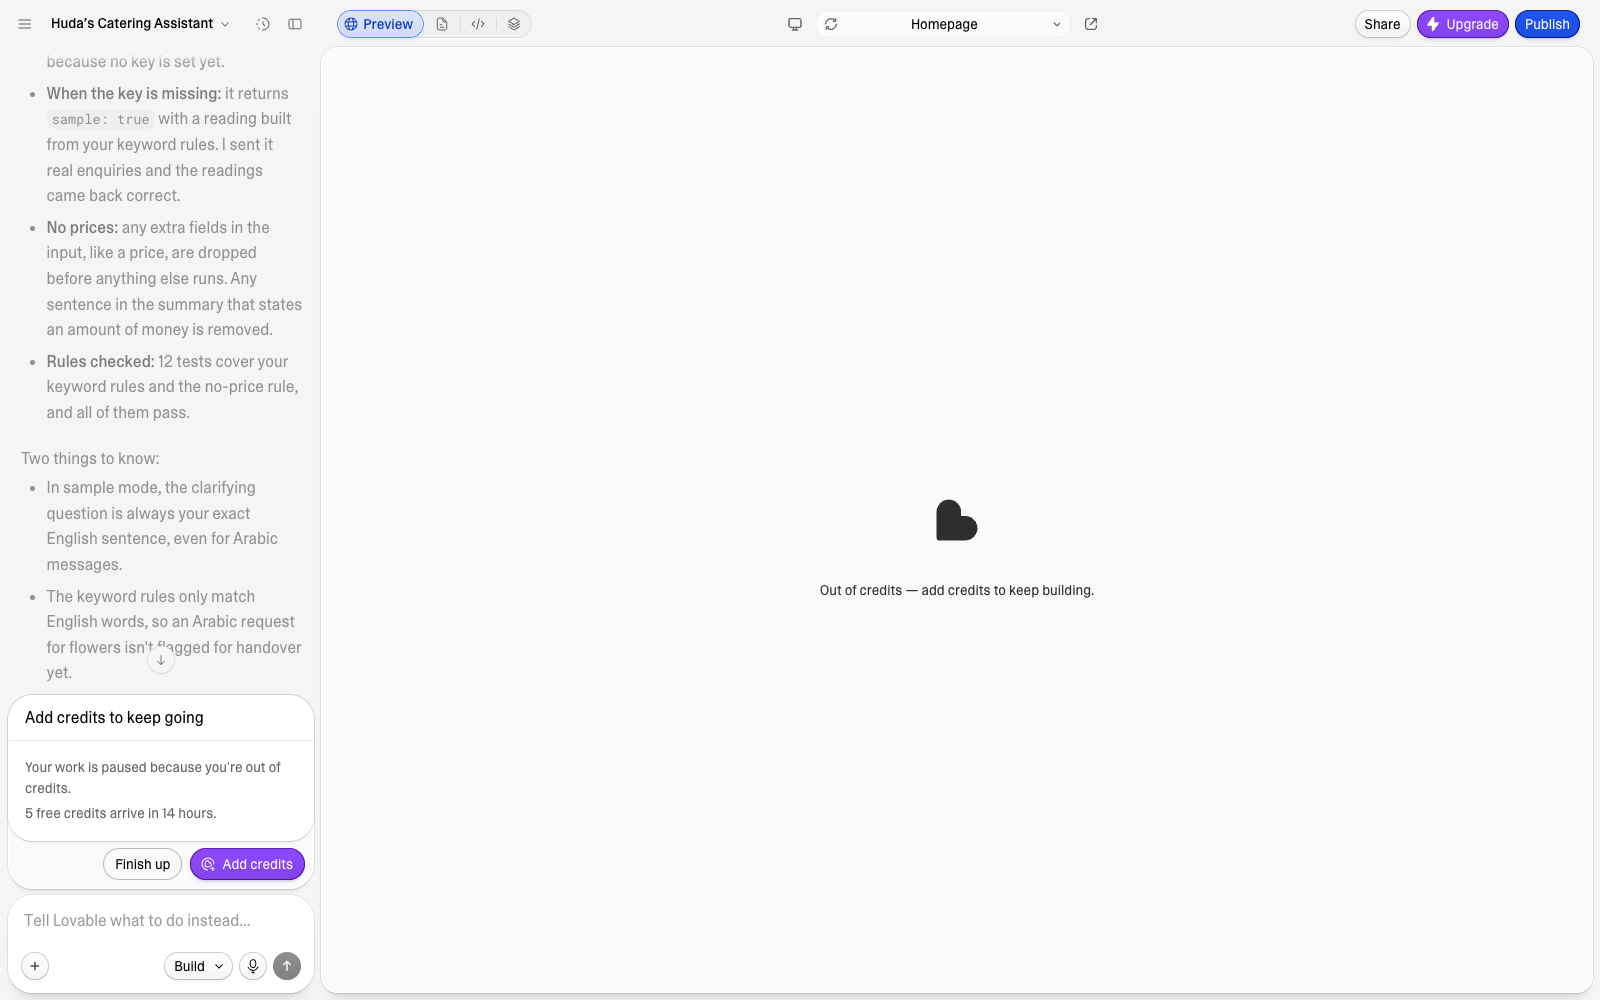 Huda's Catering Assistant
Preview
Homepage
Share
Upgrade
Publish
because no key is set yet.
When the key is missing: it returns
sample: true with a reading built
from your keyword rules. I sent it
real enquiries and the readings
came back correct.
No prices: any extra fields in the
input, like a price, are dropped
before anything else runs. Any
sentence in the summary that states
an amount of money is removed.
Rules checked: 12 tests cover your
keyword rules and the no-price rule,
and all of them pass.
Two things to know:
In sample mode, the clarifying
question is always your exact
English sentence, even for Arabic
messages.
The keyword rules only match
English words, so an Arabic request
for flowers isn't flagged for handover
yet.
Add credits to keep going
Your work is paused because you're out of
credits.
5 free credits arrive in 14 hours.
Finish up
Add credits
Tell Lovable what to do instead...
Build
Out of credits — add credits to keep building.